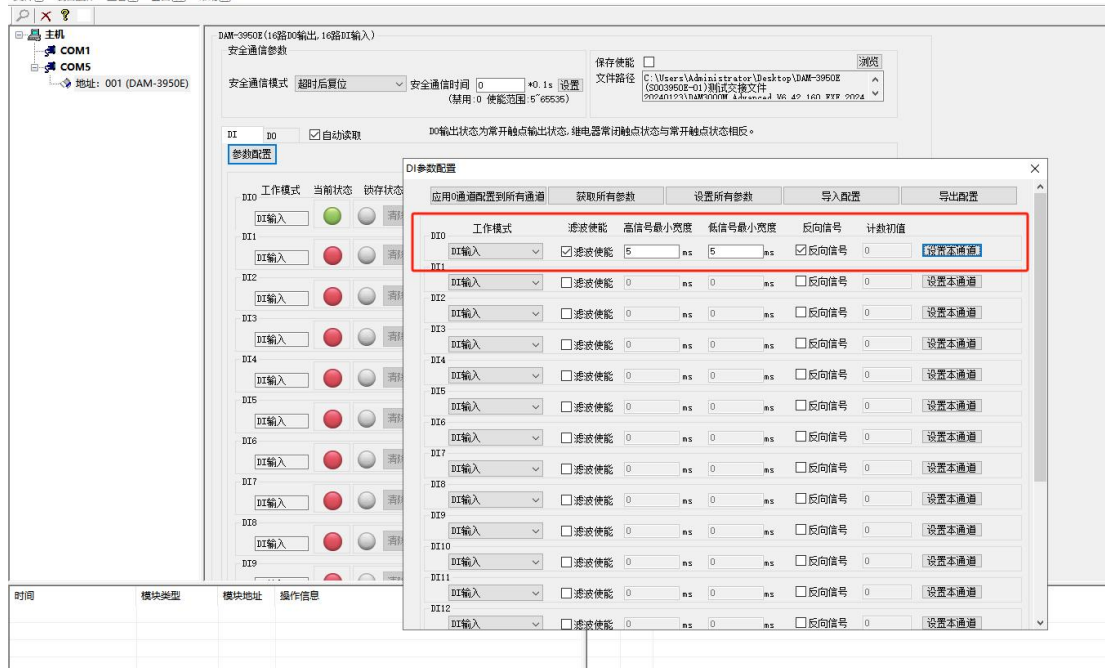 主机
COM1
COM5
地址: 001 (DAM-3950E)
DAM-3950E(16路DO输出,16路DI输入)
安全通信参数
安全通信模式 超时后复位 安全通信时间 0 *0.1s 设置
(禁用:0 使能范围:5~65535)
保存使能 浏览
文件路径 C:\Users\Administrator\Desktop\DAM-3950E
(S003950E-01)测试交接文件
20240123\DAM3000M Advanced V6.42.160 EXE 2024
DI DO 自动读取 DO输出状态为常开触点输出状态,继电器常闭触点状态与常开触点状态相反。
参数配置
工作模式 当前状态 锁存状态
DI0
DI输入
DI1
DI输入
DI2
DI输入
DI3
DI输入
DI4
DI输入
DI5
DI输入
DI6
DI输入
DI7
DI输入
DI8
DI输入
DI9
DI参数配置
应用0通道配置到所有通道 获取所有参数 设置所有参数 导入配置 导出配置
工作模式 滤波使能 高信号最小宽度 低信号最小宽度 反向信号 计数初值
DI0
DI输入 滤波使能 5 ms 5 ms 反向信号 0 设置本通道
DI1
DI输入 滤波使能 0 ms 0 ms 反向信号 0 设置本通道
DI2
DI输入 滤波使能 0 ms 0 ms 反向信号 0 设置本通道
DI3
DI输入 滤波使能 0 ms 0 ms 反向信号 0 设置本通道
DI4
DI输入 滤波使能 0 ms 0 ms 反向信号 0 设置本通道
DI5
DI输入 滤波使能 0 ms 0 ms 反向信号 0 设置本通道
DI6
DI输入 滤波使能 0 ms 0 ms 反向信号 0 设置本通道
DI7
DI输入 滤波使能 0 ms 0 ms 反向信号 0 设置本通道
DI8
DI输入 滤波使能 0 ms 0 ms 反向信号 0 设置本通道
DI9
DI输入 滤波使能 0 ms 0 ms 反向信号 0 设置本通道
DI10
DI输入 滤波使能 0 ms 0 ms 反向信号 0 设置本通道
DI11
DI输入 滤波使能 0 ms 0 ms 反向信号 0 设置本通道
DI12
DI输入 滤波使能 0 ms 0 ms 反向信号 0 设置本通道
时间 模块类型 模块地址 操作信息